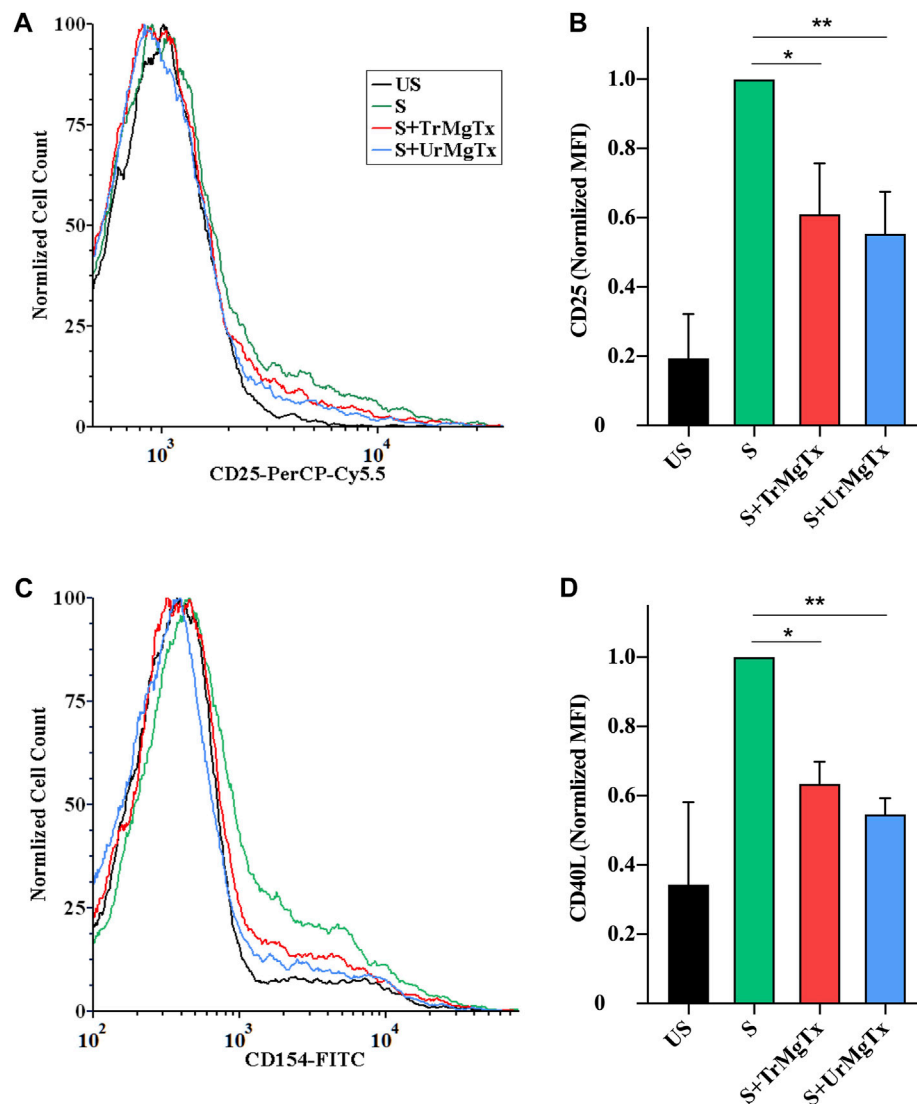 A
Normlized Cell Count
100
75
50
25
0
10³
10⁴
CD25-PerCP-Cy5.5
US
S
S+TrMgTx
S+UrMgTx
B
CD25 (Normlized MFI)
1.0
0.8
0.6
0.4
0.2
0
**
*
US
S
S+TrMgTx
S+UrMgTx
C
Normlized Cell Count
100
75
50
25
0
10²
10³
10⁴
CD154-FITC
D
CD40L (Normlized MFI)
1.0
0.8
0.6
0.4
0.2
0
**
*
US
S
S+TrMgTx
S+UrMgTx